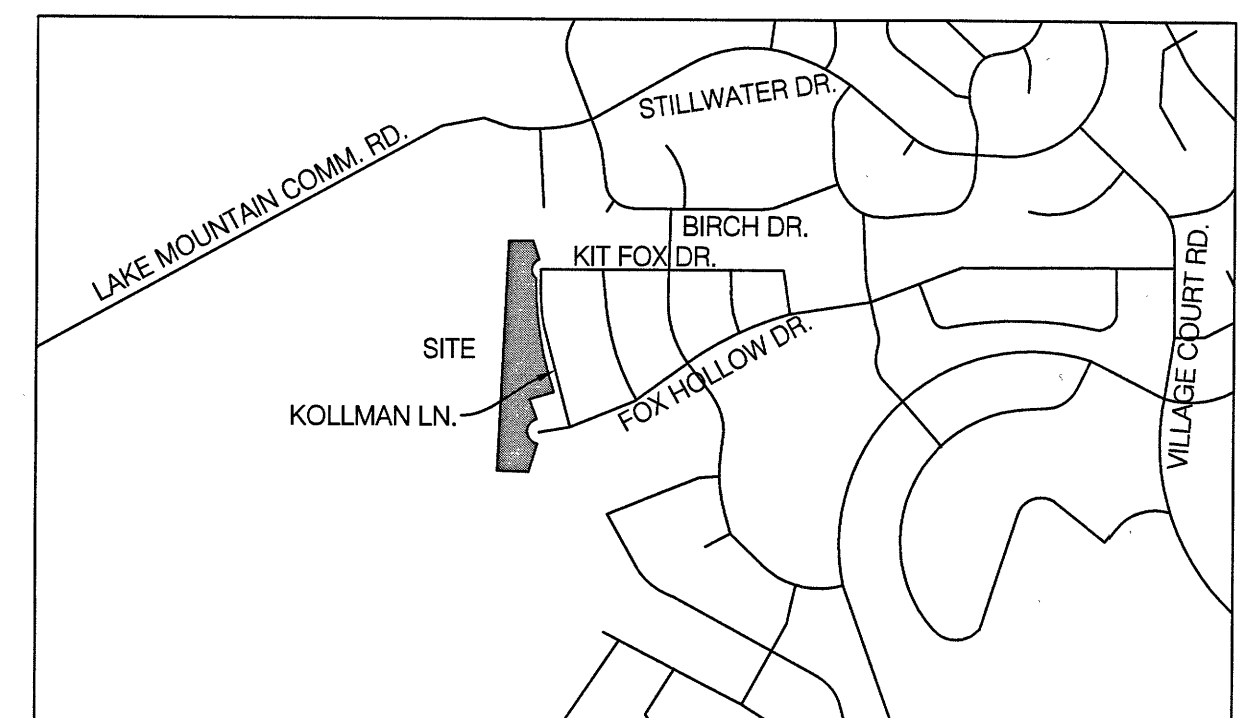 STILLWATER DR.
LAKE MOUNTAIN COMM. RD.
BIRCH DR.
KIT FOX DR.
VILLAGE COURT RD.
SITE
FOX HOLLOW DR.
KOLLMAN LN.